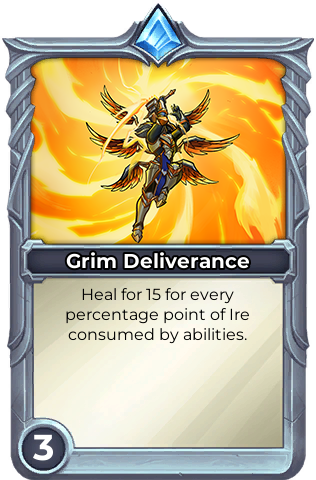 Grim Deliverance
Heal for 15 for every
percentage point of Ire
consumed by abilities.
3